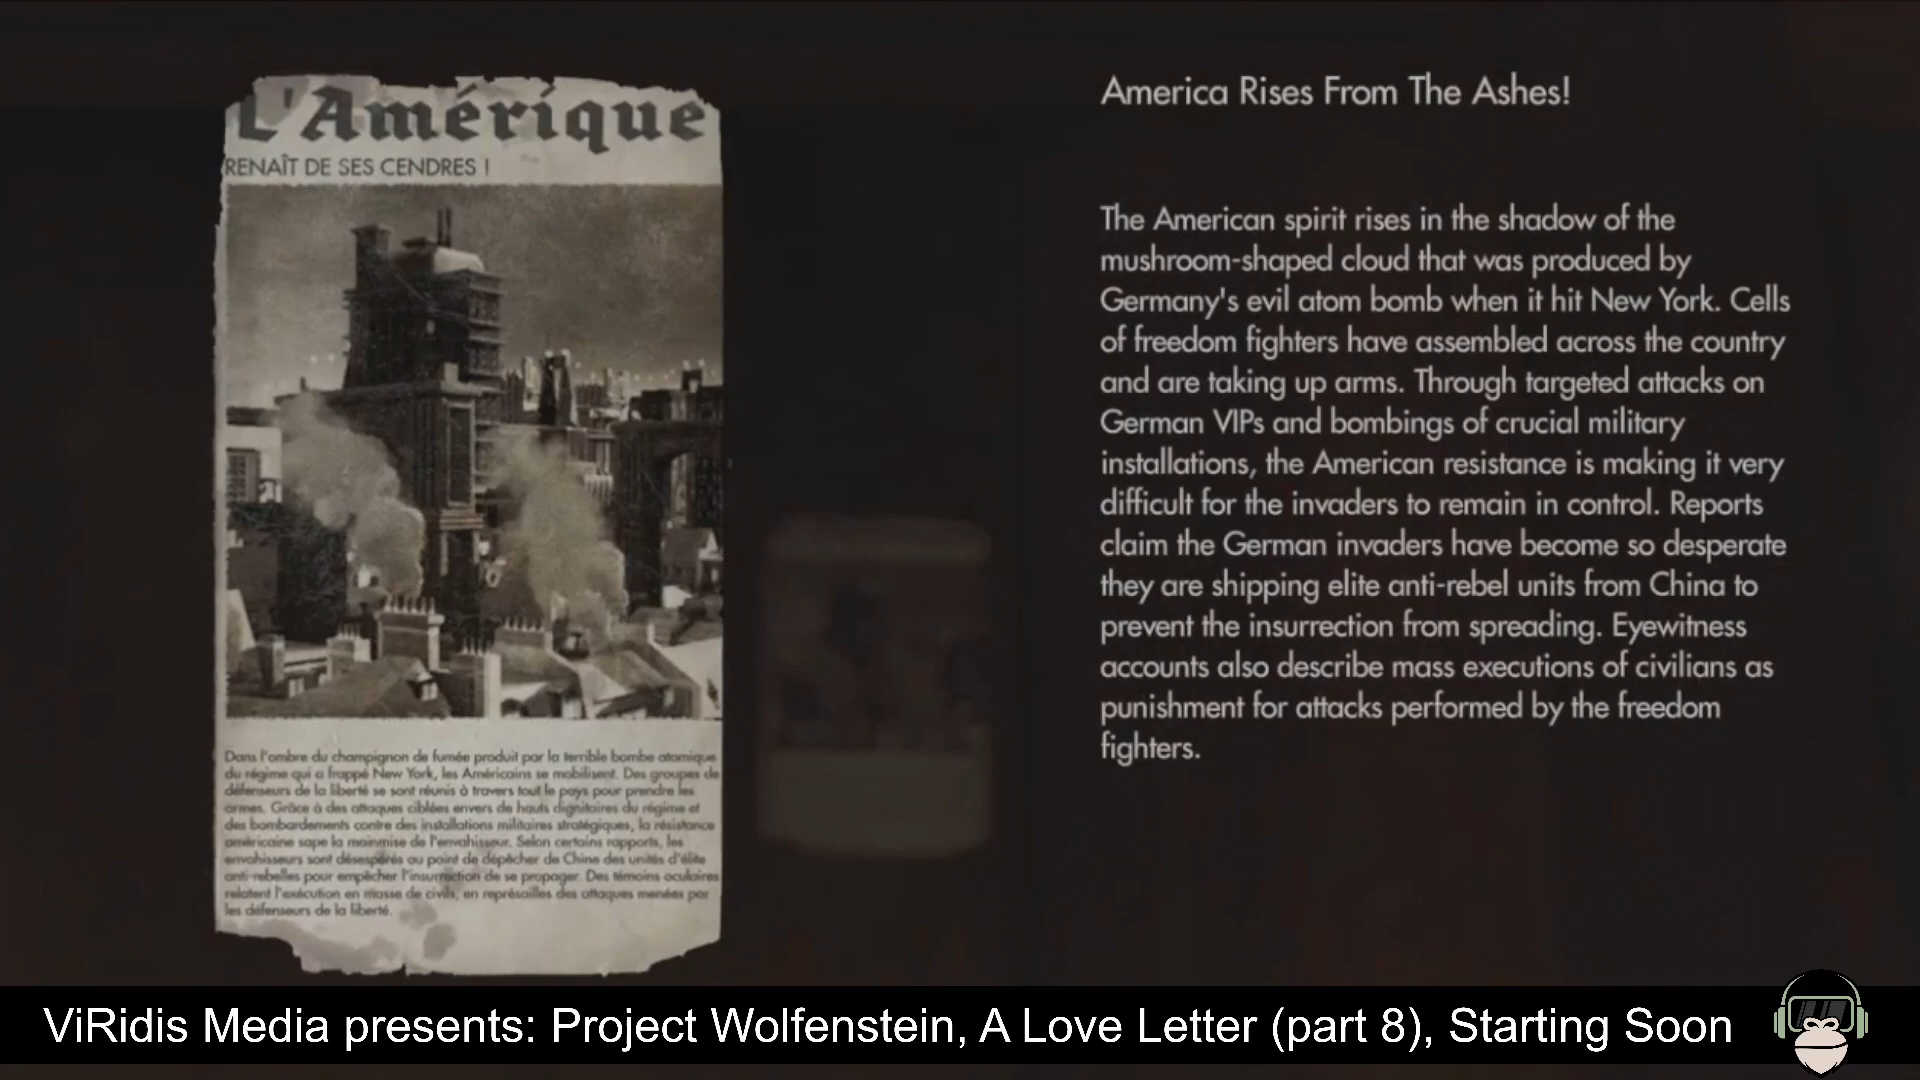 L'Amérique
RENAÎT DE SES CENDRES !
Dans l'ombre du champignon de fumée produit par la terrible bombe atomique
du régime qui a frappé New York, les Américains se mobilisent. Des groupes de
défenseurs de la liberté se sont réunis à travers tout le pays pour prendre les
armes. Grâce à des attaques ciblées envers de hauts dignitaires du régime et
des bombardements contre des installations militaires stratégiques, la résistance
américaine sape la mainmise de l'envahisseur. Selon certains rapports, les
envahisseurs sont désespérés au point de dépêcher de Chine des unités d'élite
anti-rebelles pour empêcher l'insurrection de se propager. Des témoins oculaires
relatent l'exécution en masse de civils, en représailles des attaques menées par
les défenseurs de la liberté.
America Rises From The Ashes!
The American spirit rises in the shadow of the
mushroom-shaped cloud that was produced by
Germany's evil atom bomb when it hit New York. Cells
of freedom fighters have assembled across the country
and are taking up arms. Through targeted attacks on
German VIPs and bombings of crucial military
installations, the American resistance is making it very
difficult for the invaders to remain in control. Reports
claim the German invaders have become so desperate
they are shipping elite anti-rebel units from China to
prevent the insurrection from spreading. Eyewitness
accounts also describe mass executions of civilians as
punishment for attacks performed by the freedom
fighters.
ViRidis Media presents: Project Wolfenstein, A Love Letter (part 8), Starting Soon